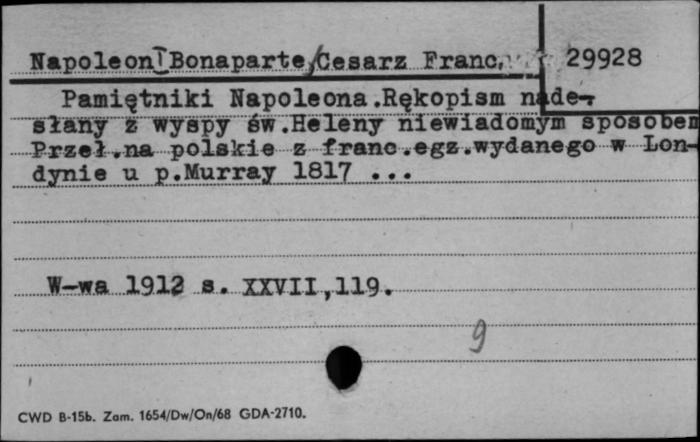 Napoleon I Bonaparte/Cesarz Franc. 29928
Pamiętniki Napoleona.Rękopism nade-
słany z wyspy św.Heleny niewiadomym sposobem
Przeł.na polskie z franc.egz.wydanego w Lon-
dynie u p.Murray 1817 ...
W-wa 1912 s. XXVII,119.
9
CWD B-15b. Zam. 1654/Dw/On/68 GDA-2710.